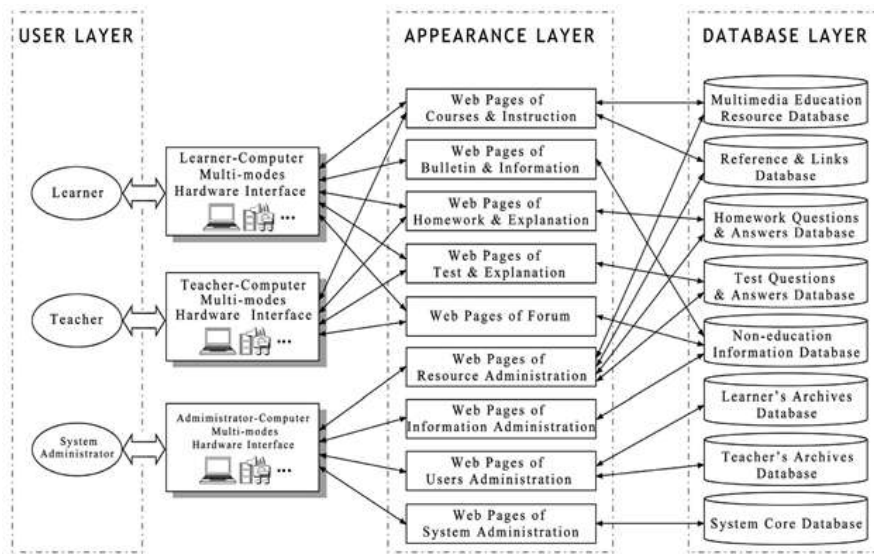 USER LAYER
APPEARANCE LAYER
DATABASE LAYER
Learner
Teacher
System
Administrator
Learner-Computer
Multi-modes
Hardware Interface
...
Teacher-Computer
Multi-modes
Hardware Interface
...
Admimistrator-Computer
Multi-modes
Hardware Interface
...
Web Pages of
Courses & Instruction
Web Pages of
Bulletin & Information
Web Pages of
Homework & Explanation
Web Pages of
Test & Explanation
Web Pages of Forum
Web Pages of
Resource Administration
Web Pages of
Information Administration
Web Pages of
Users Administration
Web Pages of
System Administration
Multimedia Education
Resource Database
Reference & Links
Database
Homework Questions
& Answers Database
Test Questions
& Answers Database
Non-education
Information Database
Learner's Archives
Database
Teacher's Archives
Database
System Core Database